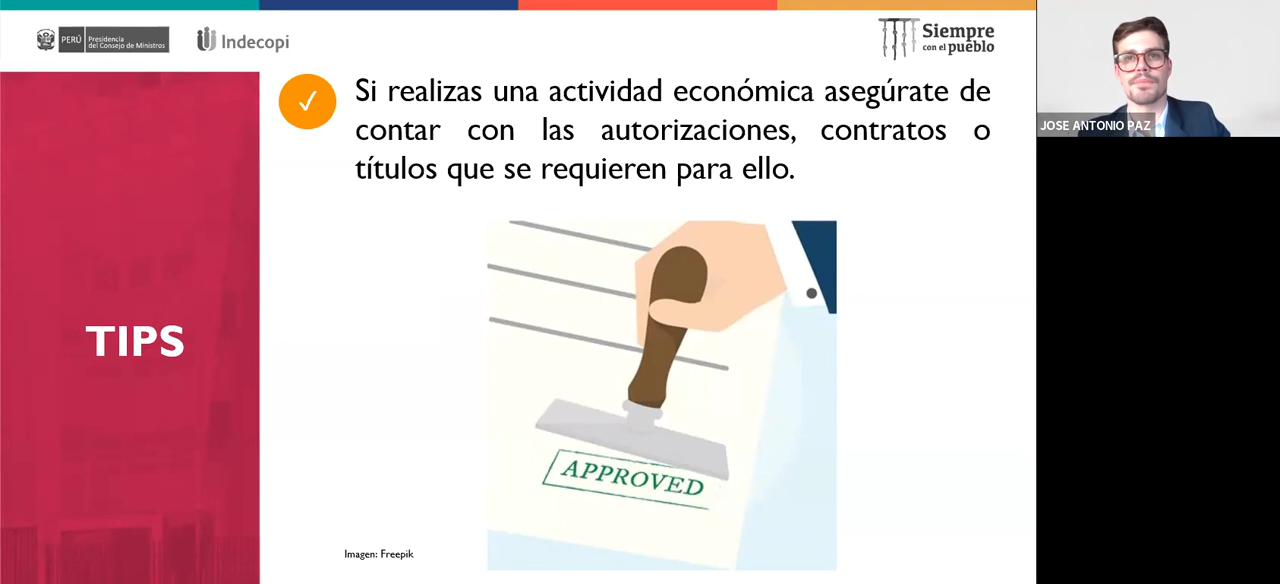 PERÚ
Presidencia
del Consejo de Ministros
Indecopi
Siempre
con el pueblo
Si realizas una actividad económica asegúrate de
contar con las autorizaciones, contratos o
títulos que se requieren para ello.
JOSE ANTONIO PAZ
TIPS
APPROVED
Imagen: Freepik